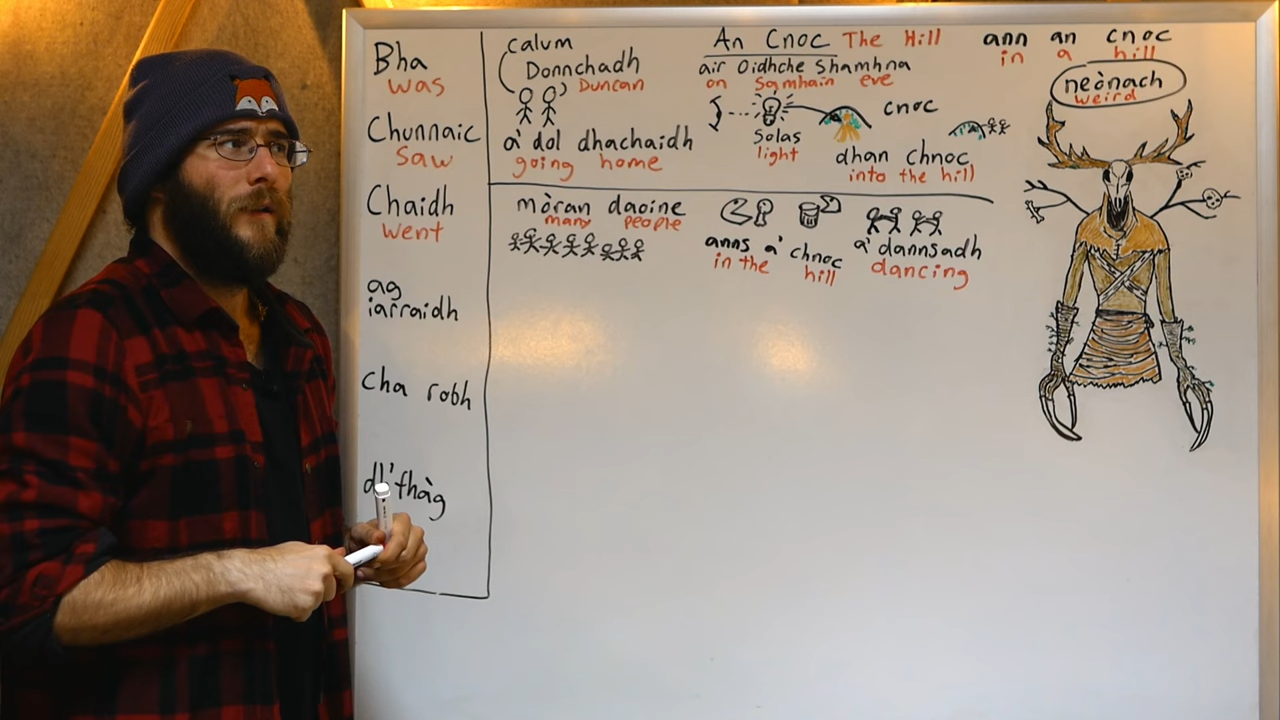 Bha
was
Chunnaic
Saw
Chaidh
went
ag
iarraidh
cha robh
dh'fhàg
Calum
Donnchadh
Duncan
a' dol dhachaidh
going home
An Cnoc The Hill
air Oidhche Shamhna
on Samhain eve
Solas
light
cnoc
dhan chnoc
into the hill
ann an cnoc
in a hill
neònach
weird
mòran daoine
many people
anns a' chnoc
in the hill
a' dannsadh
dancing